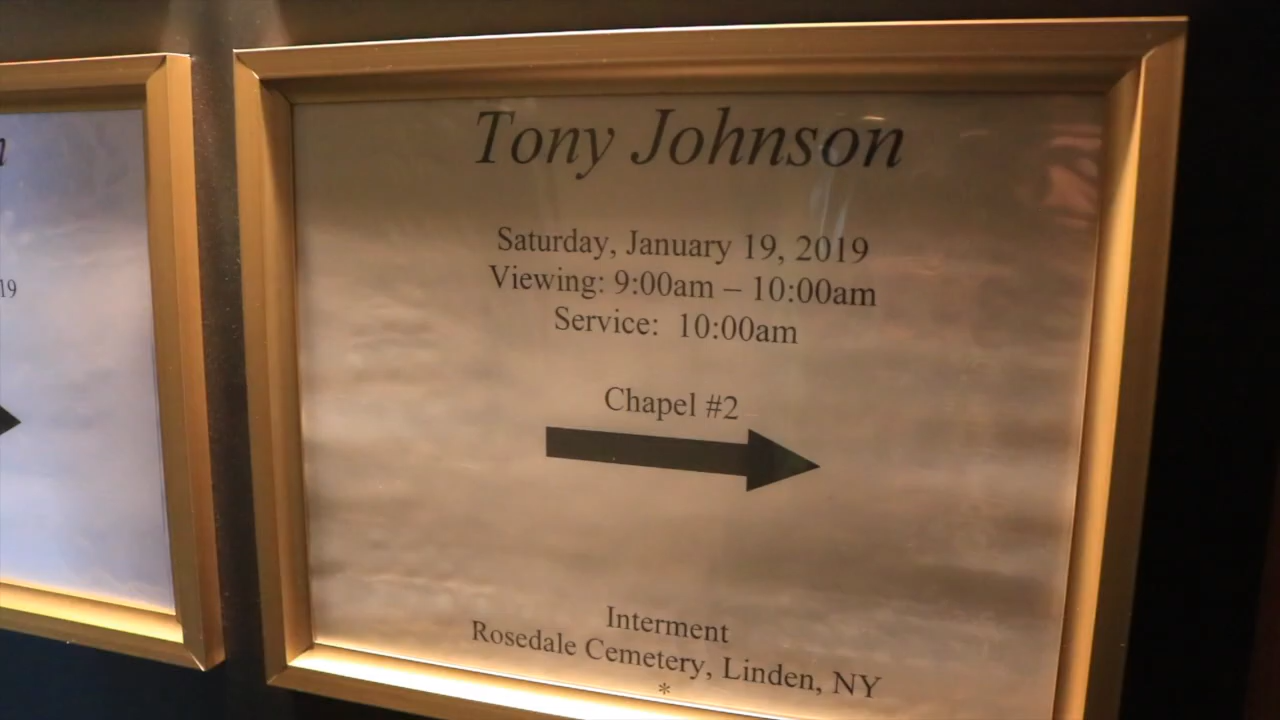 Tony Johnson
Saturday, January 19, 2019
Viewing: 9:00am – 10:00am
Service: 10:00am
Chapel #2
Interment
Rosedale Cemetery, Linden, NY
*